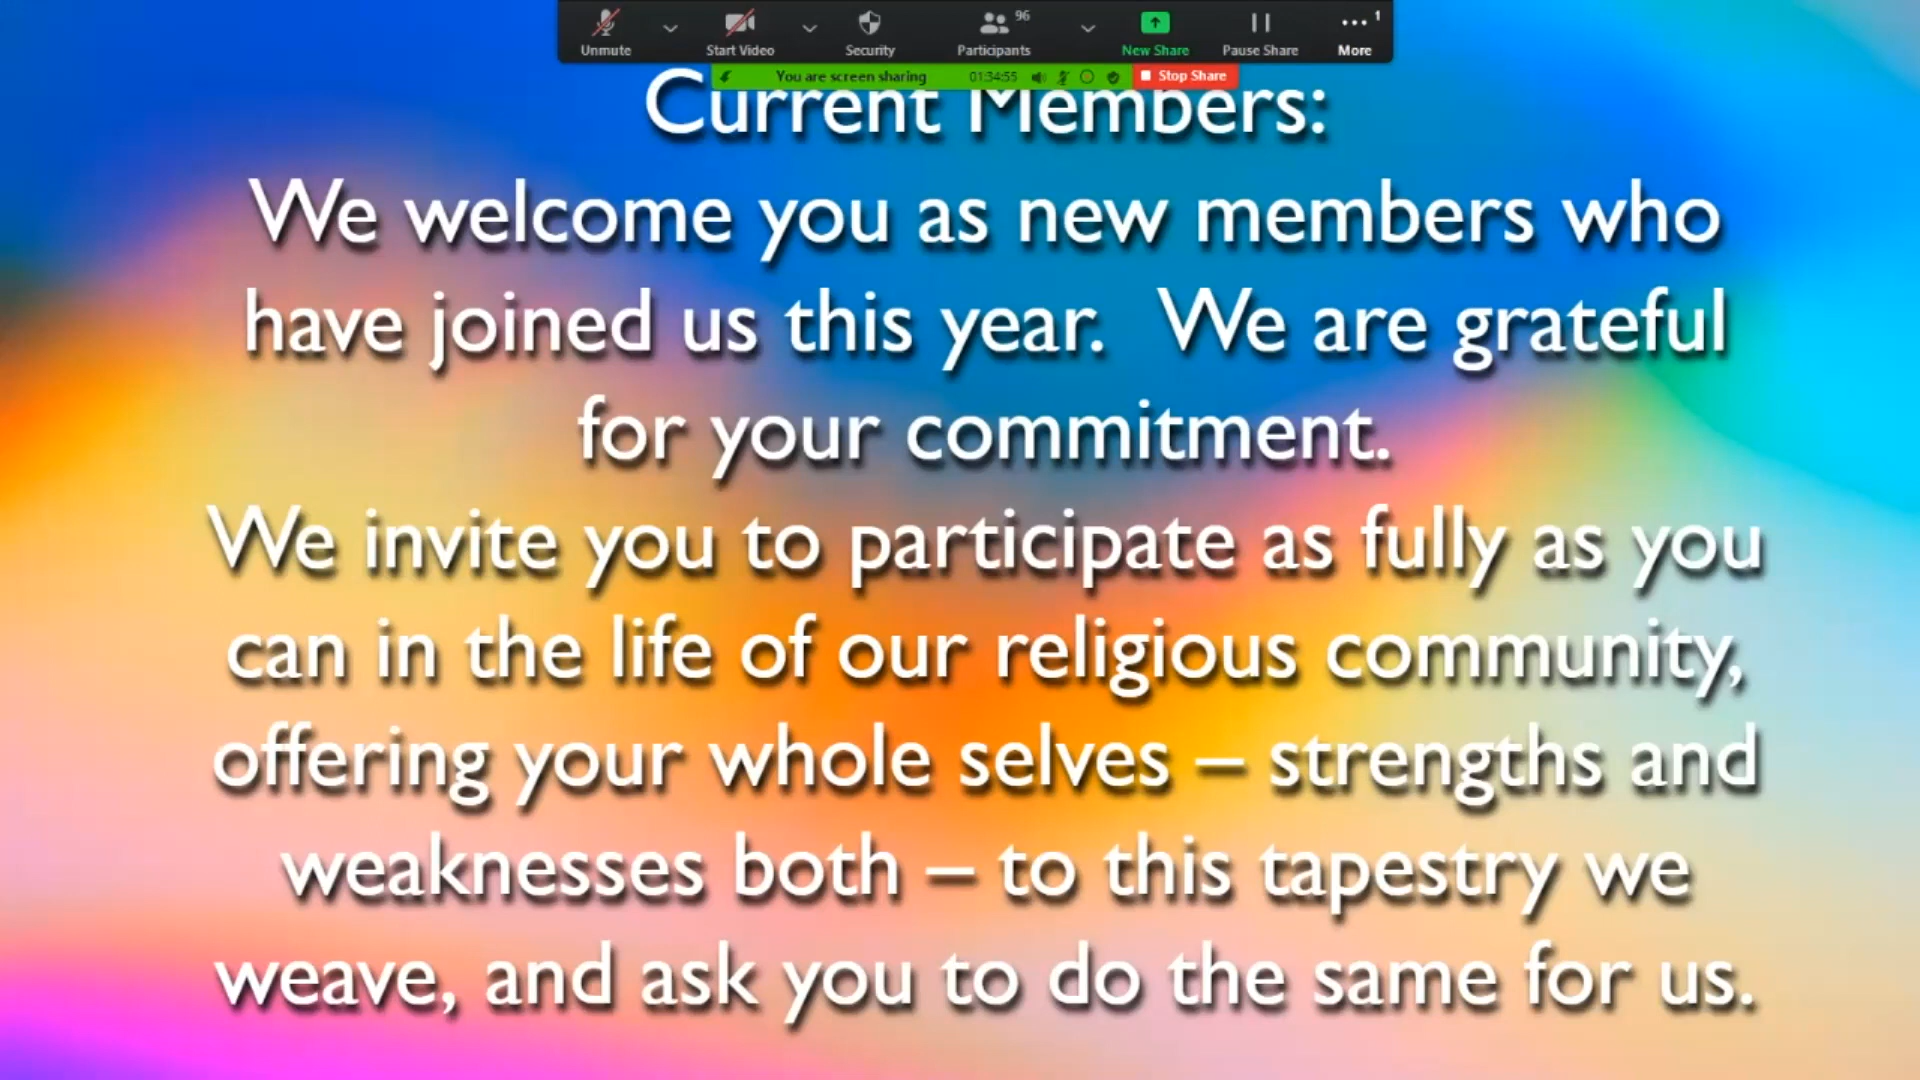 96
1
Unmute
Start Video
Security
Participants
New Share
Pause Share
More
You are screen sharing
01:34:55
Stop Share
Current Members:
We welcome you as new members who
have joined us this year. We are grateful
for your commitment.
We invite you to participate as fully as you
can in the life of our religious community,
offering your whole selves – strengths and
weaknesses both – to this tapestry we
weave, and ask you to do the same for us.